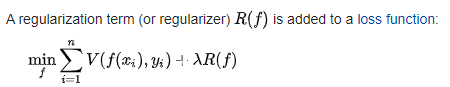 A regularization term (or regularizer) R(f) is added to a loss function:
min_f ∑_{i=1}^{n} V(f(x_i), y_i) + λR(f)